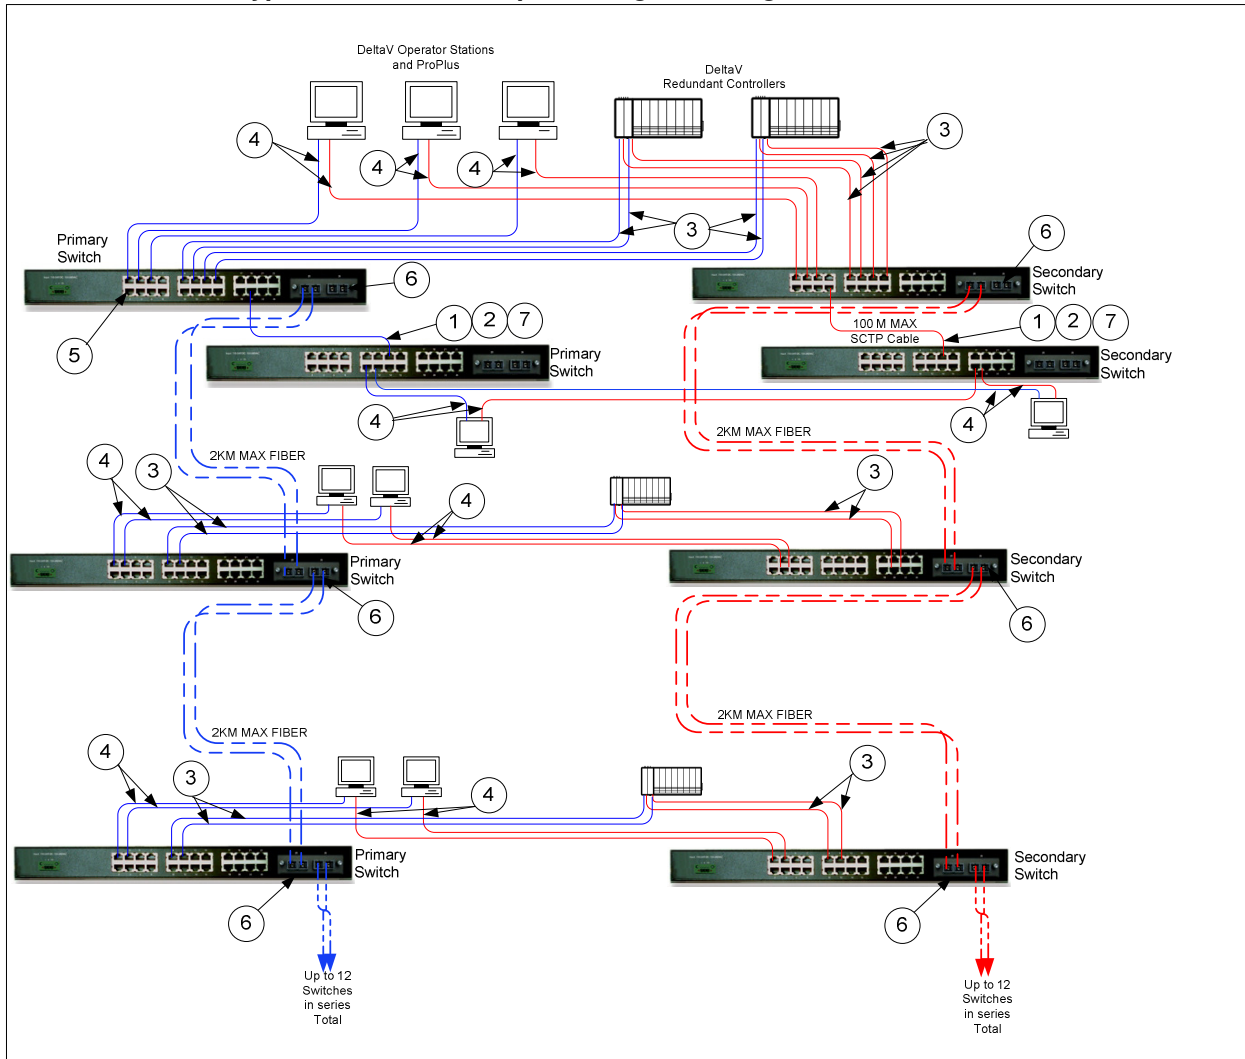 DeltaV Operator Stations
and ProPlus
DeltaV
Redundant Controllers
4
4
4
3
3
Primary
Switch
6
5
6
Secondary
Switch
1
2
7
Primary
Switch
100 M MAX
SCTP Cable
1
2
7
Secondary
Switch
4
4
2KM MAX FIBER
2KM MAX FIBER
4
3
4
3
Primary
Switch
6
Secondary
Switch
6
2KM MAX FIBER
2KM MAX FIBER
4
3
4
3
Primary
Switch
6
Secondary
Switch
6
Up to 12
Switches
in series
Total
Up to 12
Switches
in series
Total